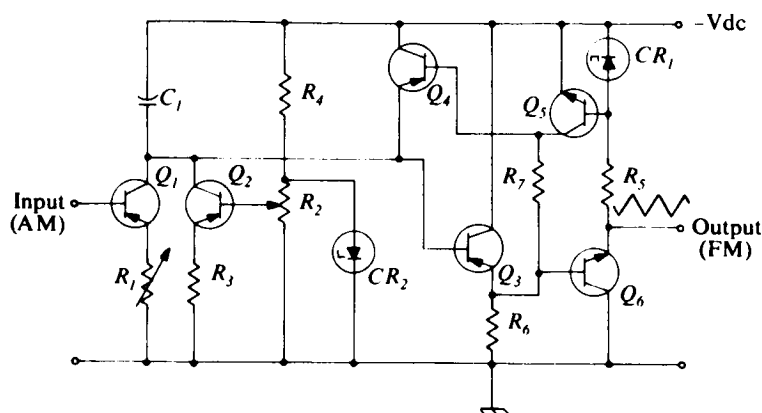 -Vdc
CR1
Q4
Q5
R4
C1
Q1
Q2
R7
R5
R2
Input
(AM)
Output
(FM)
CR2
Q3
R1
R3
R6
Q6